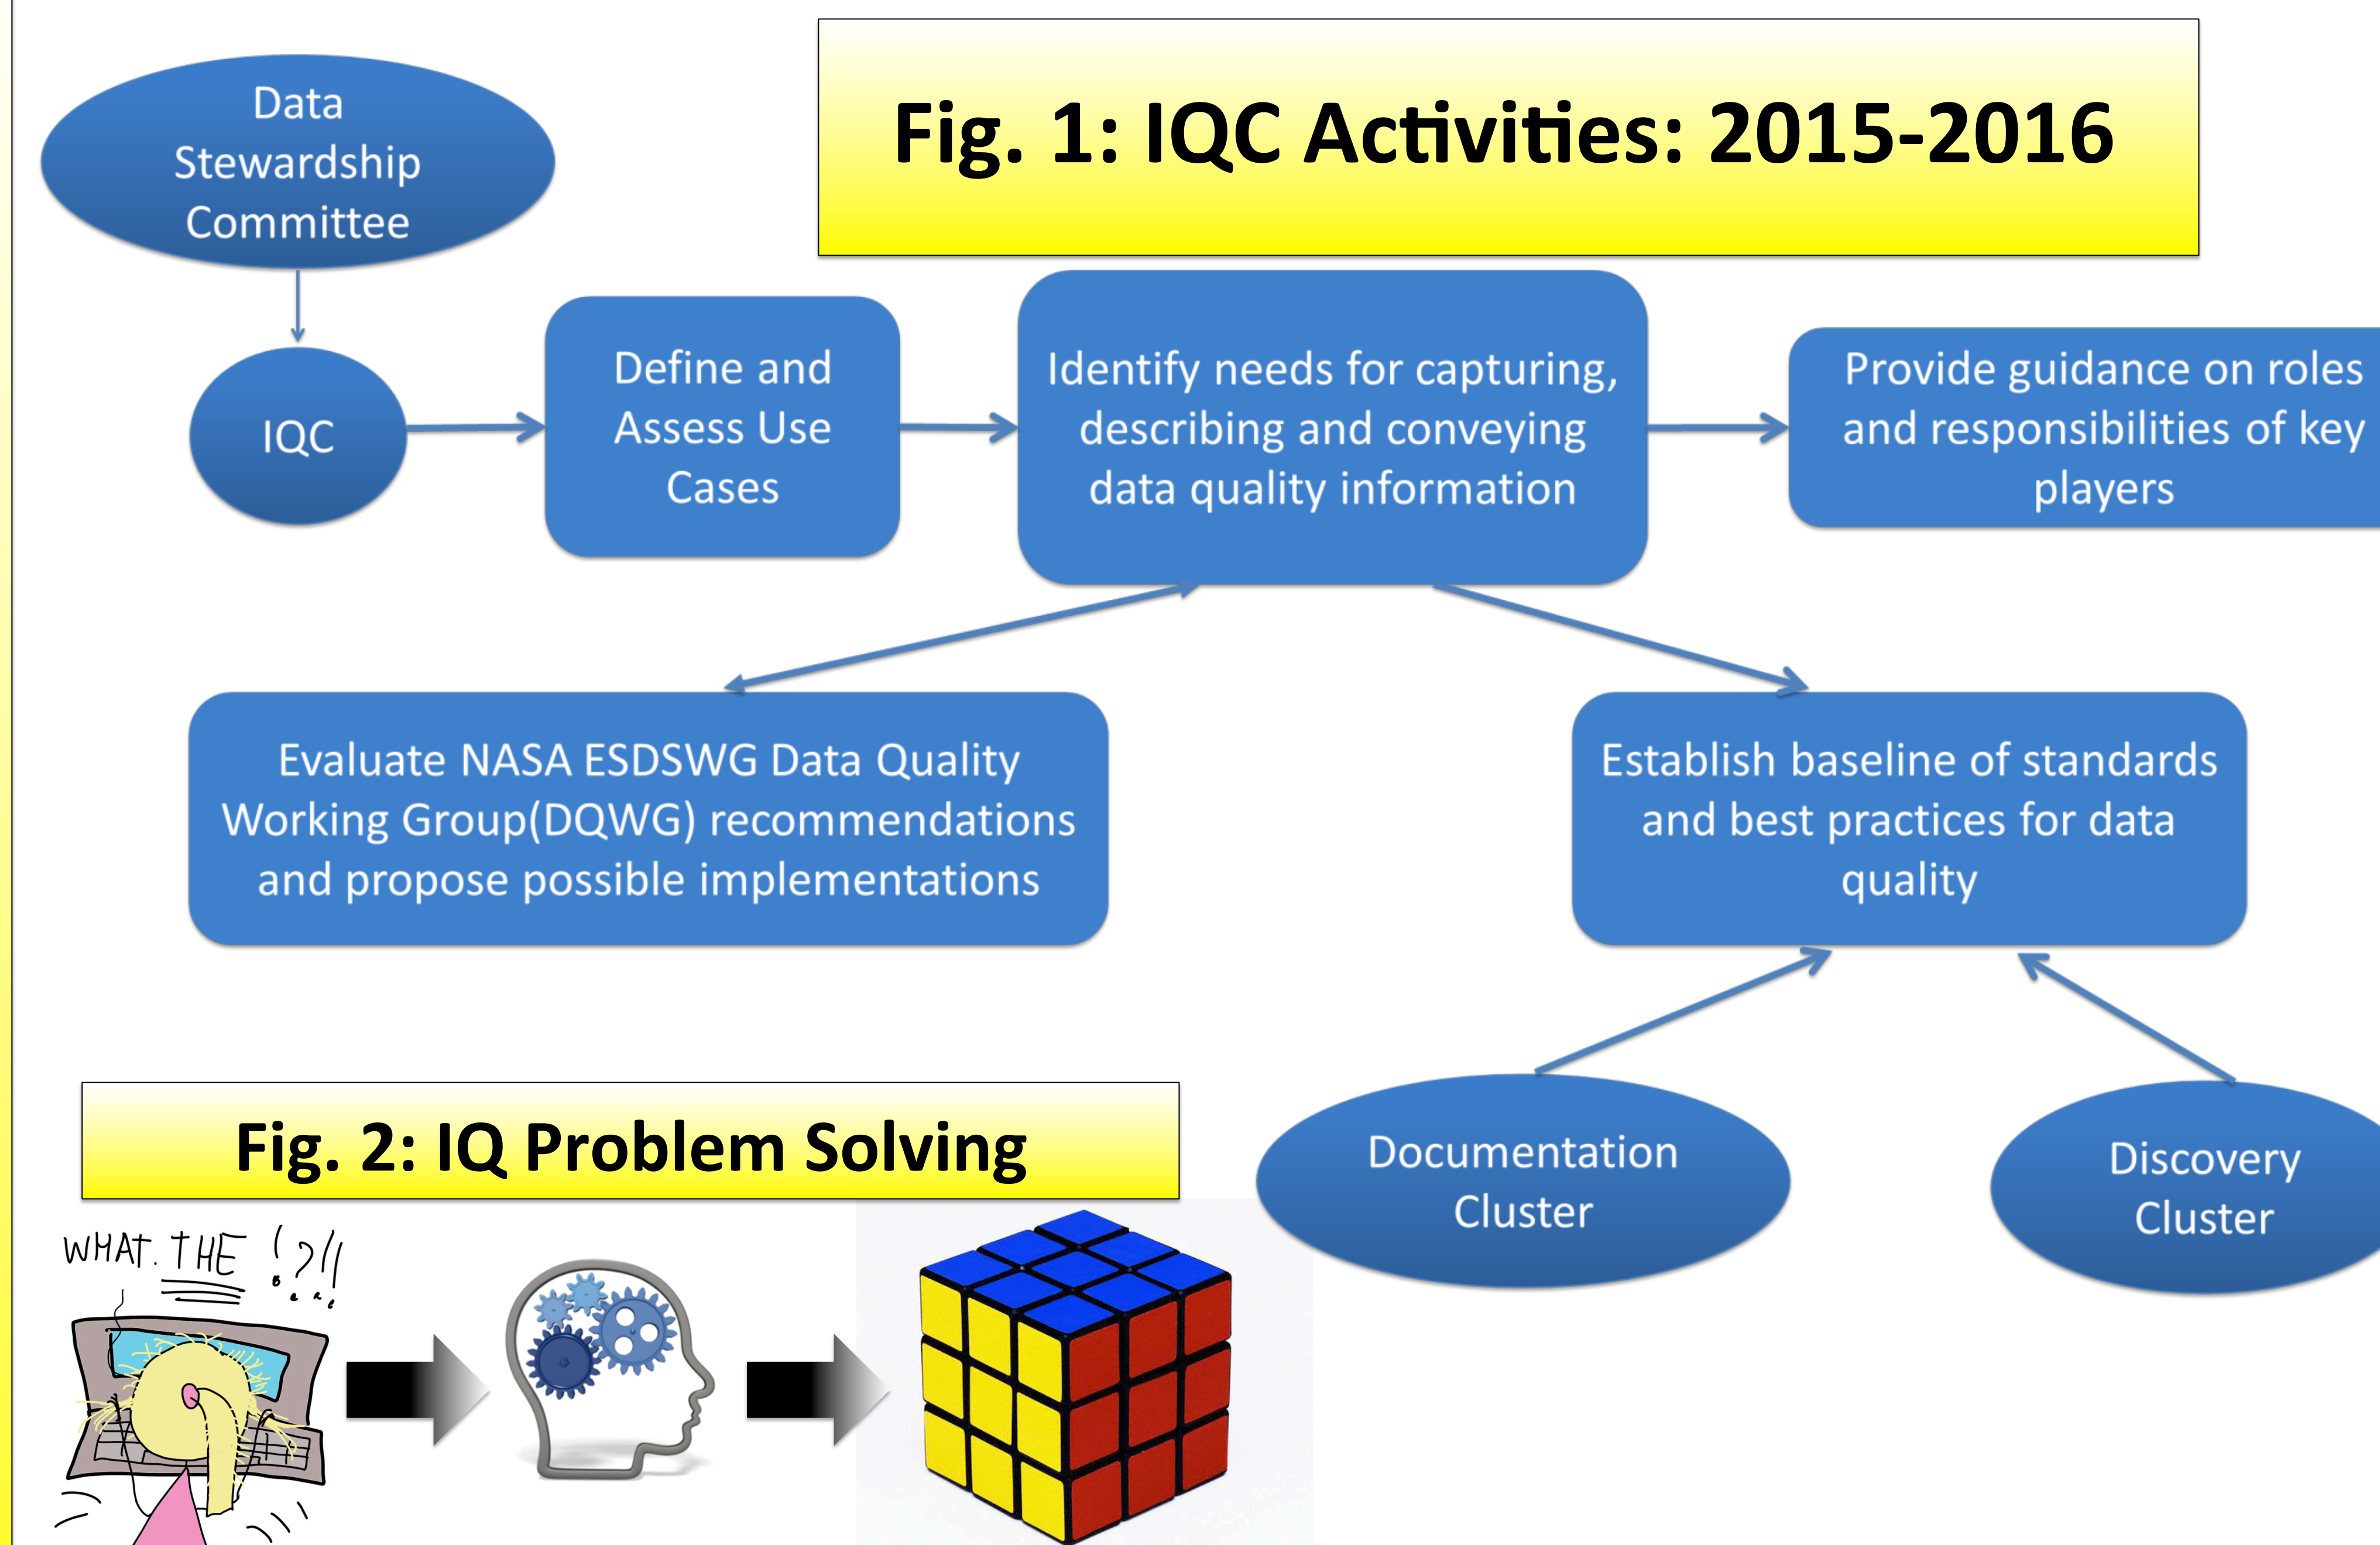 Fig. 1: IQC Activities: 2015-2016
Data
Stewardship
Committee
IQC
Define and
Assess Use
Cases
Identify needs for capturing,
describing and conveying
data quality information
Provide guidance on roles
and responsibilities of key
players
Evaluate NASA ESDSWG Data Quality
Working Group(DQWG) recommendations
and propose possible implementations
Establish baseline of standards
and best practices for data
quality
Documentation
Cluster
Discovery
Cluster
Fig. 2: IQ Problem Solving
WHAT. THE !?!!